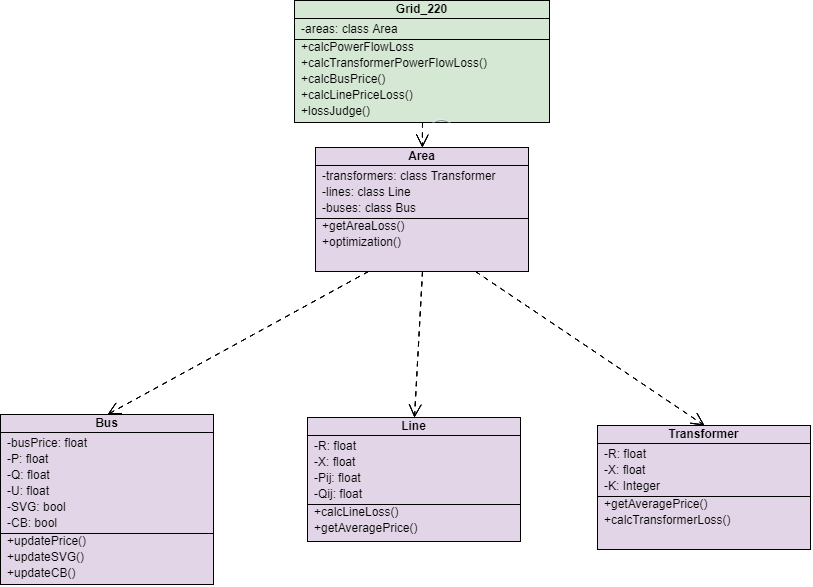 Grid_220
-areas: class Area
+calcPowerFlowLoss
+calcTransformerPowerFlowLoss()
+calcBusPrice()
+calcLinePriceLoss()
+lossJudge()
Area
-transformers: class Transformer
-lines: class Line
-buses: class Bus
+getAreaLoss()
+optimization()
Bus
-busPrice: float
-P: float
-Q: float
-U: float
-SVG: bool
-CB: bool
+updatePrice()
+updateSVG()
+updateCB()
Line
-R: float
-X: float
-Pij: float
-Qij: float
+calcLineLoss()
+getAveragePrice()
Transformer
-R: float
-X: float
-K: Integer
+getAveragePrice()
+calcTransformerLoss()